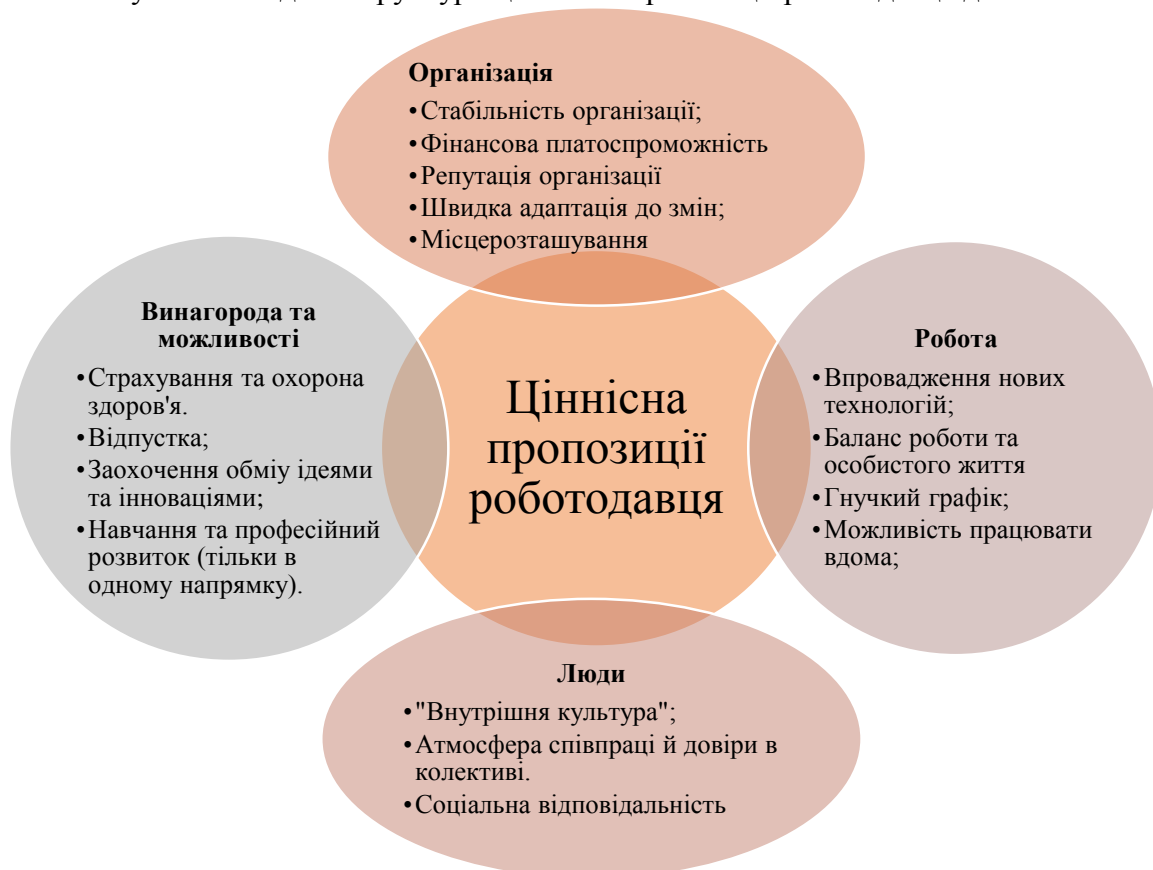 Організація
•Стабільність організації;
•Фінансова платоспроможність
•Репутація організації
•Швидка адаптація до змін;
•Місцерозташування
Винагорода та
можливості
•Страхування та охорона
здоров'я.
•Відпустка;
•Заохочення обміу ідеями
та інноваціями;
•Навчання та професійний
розвиток (тільки в
одному напрямку).
Ціннісна
пропозиції
роботодавця
Робота
•Впровадження нових
технологій;
•Баланс роботи та
особистого життя
•Гнучкий графік;
•Можливість працювати
вдома;
Люди
•"Внутрішня культура";
•Атмосфера співпраці й довіри в
колективі.
•Соціальна відповідальність